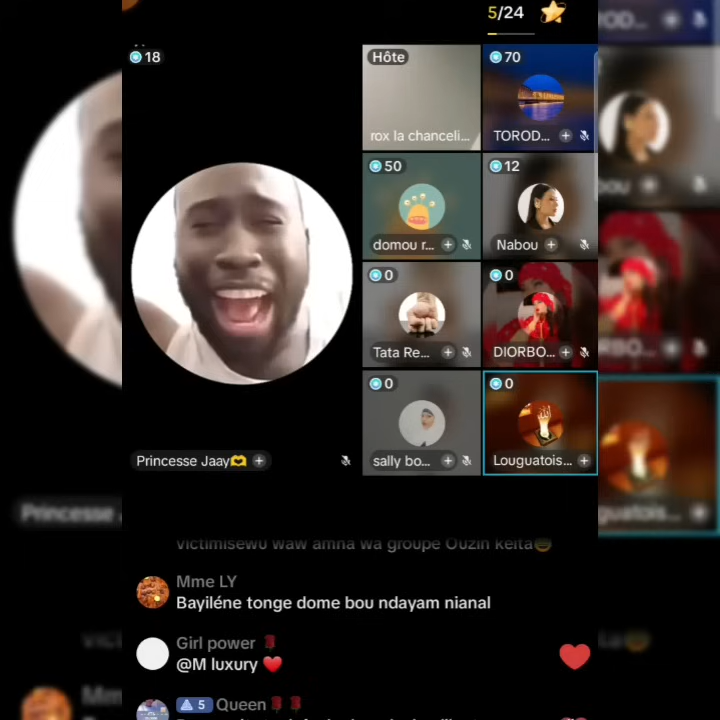 5/24
18
Hôte
rox la chanceli...
70
TOROD...
50
domou r...
12
Nabou
0
Tata Re...
0
DIORBO...
0
sally bo...
0
Louguatois...
Princesse Jaay
victimisewu waw amna wa groupe Ouzin keita
Mme LY
Bayiléne tonge dome bou ndayam nianal
Girl power
@M luxury
5 Queen